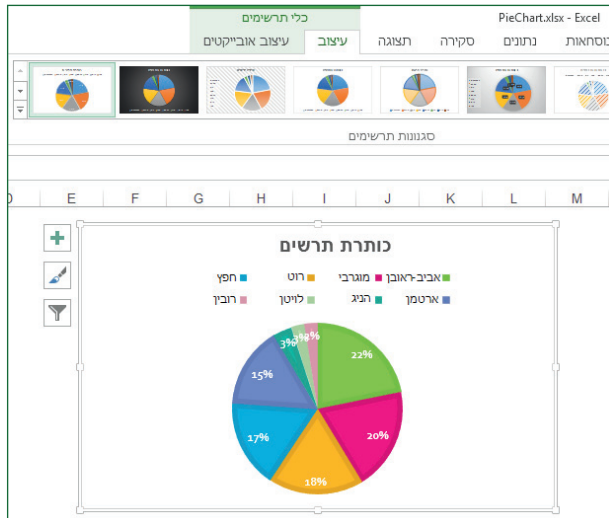 כלי תרשימים
PieChart.xlsx - Excel
נוסחאות נתונים סקירה תצוגה עיצוב עיצוב אובייקטים
סגנונות תרשימים
E F G H I J K L M
כותרת תרשים
אביב-ראובן מוגרבי רוט חפץ
ארטמן הניג לויטן רובין
22%
20%
18%
17%
15%
3%
3%